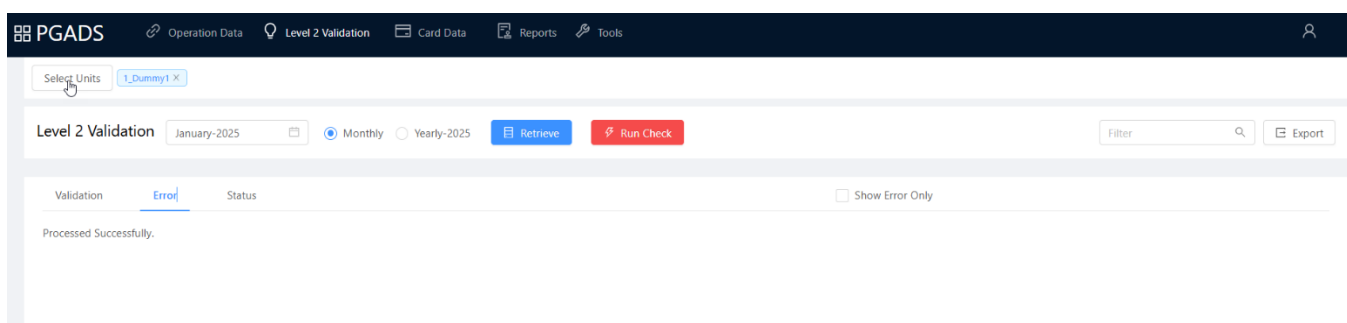 PGADS Operation Data Level 2 Validation Card Data Reports Tools
Select Units 1_Dummy1 ×
Level 2 Validation January-2025 Monthly Yearly-2025 Retrieve Run Check Filter Export
Validation Error Status Show Error Only
Processed Successfully.